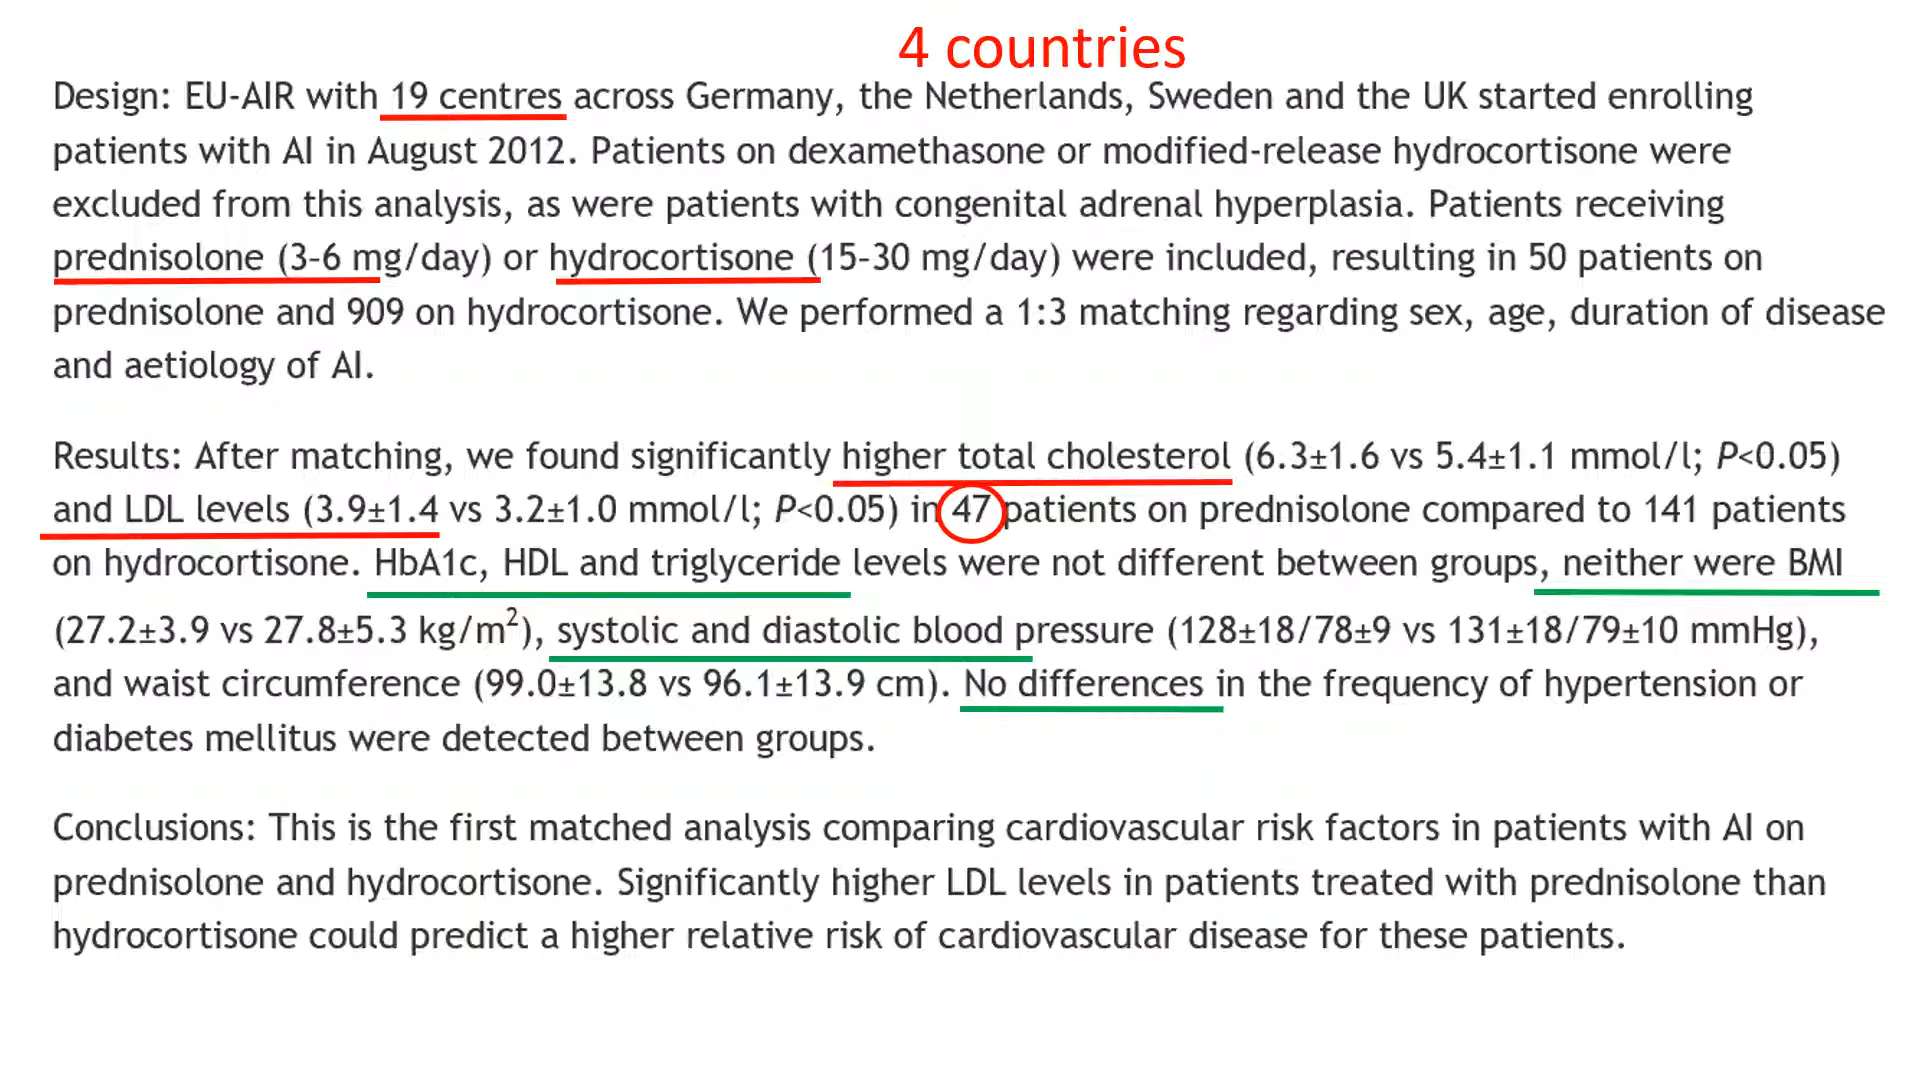 4 countries
Design: EU-AIR with 19 centres across Germany, the Netherlands, Sweden and the UK started enrolling
patients with AI in August 2012. Patients on dexamethasone or modified-release hydrocortisone were
excluded from this analysis, as were patients with congenital adrenal hyperplasia. Patients receiving
prednisolone (3–6 mg/day) or hydrocortisone (15–30 mg/day) were included, resulting in 50 patients on
prednisolone and 909 on hydrocortisone. We performed a 1:3 matching regarding sex, age, duration of disease
and aetiology of AI.
Results: After matching, we found significantly higher total cholesterol (6.3±1.6 vs 5.4±1.1 mmol/l; P<0.05)
and LDL levels (3.9±1.4 vs 3.2±1.0 mmol/l; P<0.05) in 47 patients on prednisolone compared to 141 patients
on hydrocortisone. HbA1c, HDL and triglyceride levels were not different between groups, neither were BMI
(27.2±3.9 vs 27.8±5.3 kg/m²), systolic and diastolic blood pressure (128±18/78±9 vs 131±18/79±10 mmHg),
and waist circumference (99.0±13.8 vs 96.1±13.9 cm). No differences in the frequency of hypertension or
diabetes mellitus were detected between groups.
Conclusions: This is the first matched analysis comparing cardiovascular risk factors in patients with AI on
prednisolone and hydrocortisone. Significantly higher LDL levels in patients treated with prednisolone than
hydrocortisone could predict a higher relative risk of cardiovascular disease for these patients.